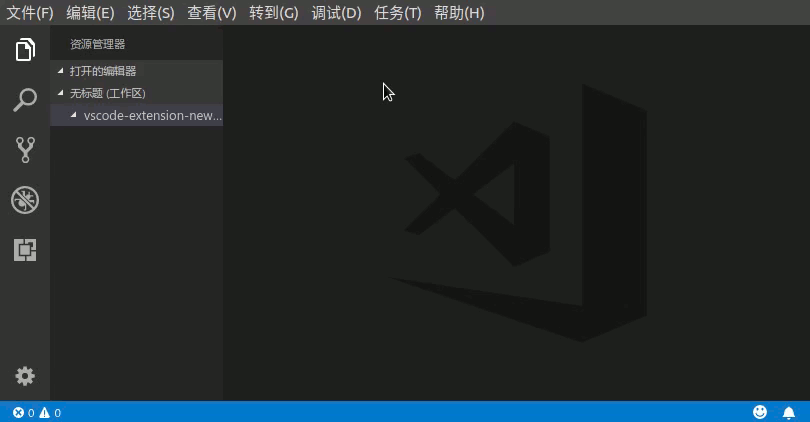 文件(F) 编辑(E) 选择(S) 查看(V) 转到(G) 调试(D) 任务(T) 帮助(H)
资源管理器
打开的编辑器
无标题 (工作区)
vscode-extension-new...
0 0